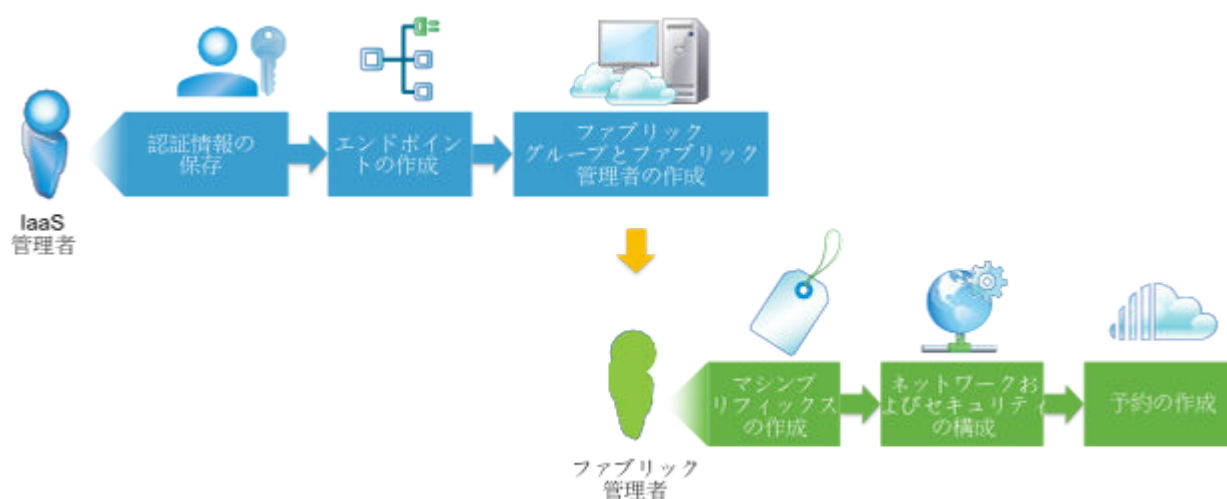 認証情報の
保存
エンドポイン
トの作成
ファブリック
グループとファブリック
管理者の作成
IaaS
管理者
マシンプ
リフィックス
の作成
ネットワークお
よびセキュリティ
の構成
予約の作成
ファブリック
管理者